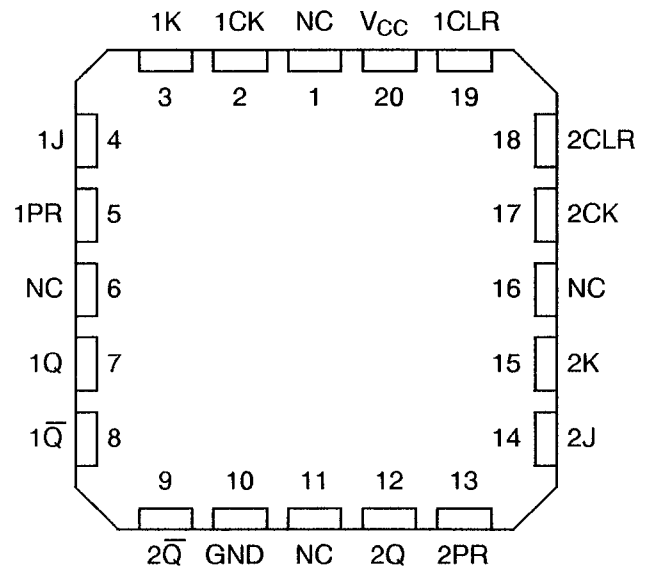 1K 1CK NC VCC 1CLR
3 2 1 20 19
1J 4 18 2CLR
1PR 5 17 2CK
NC 6 16 NC
1Q 7 15 2K
1Q̅ 8 14 2J
9 10 11 12 13
2Q̅ GND NC 2Q 2PR